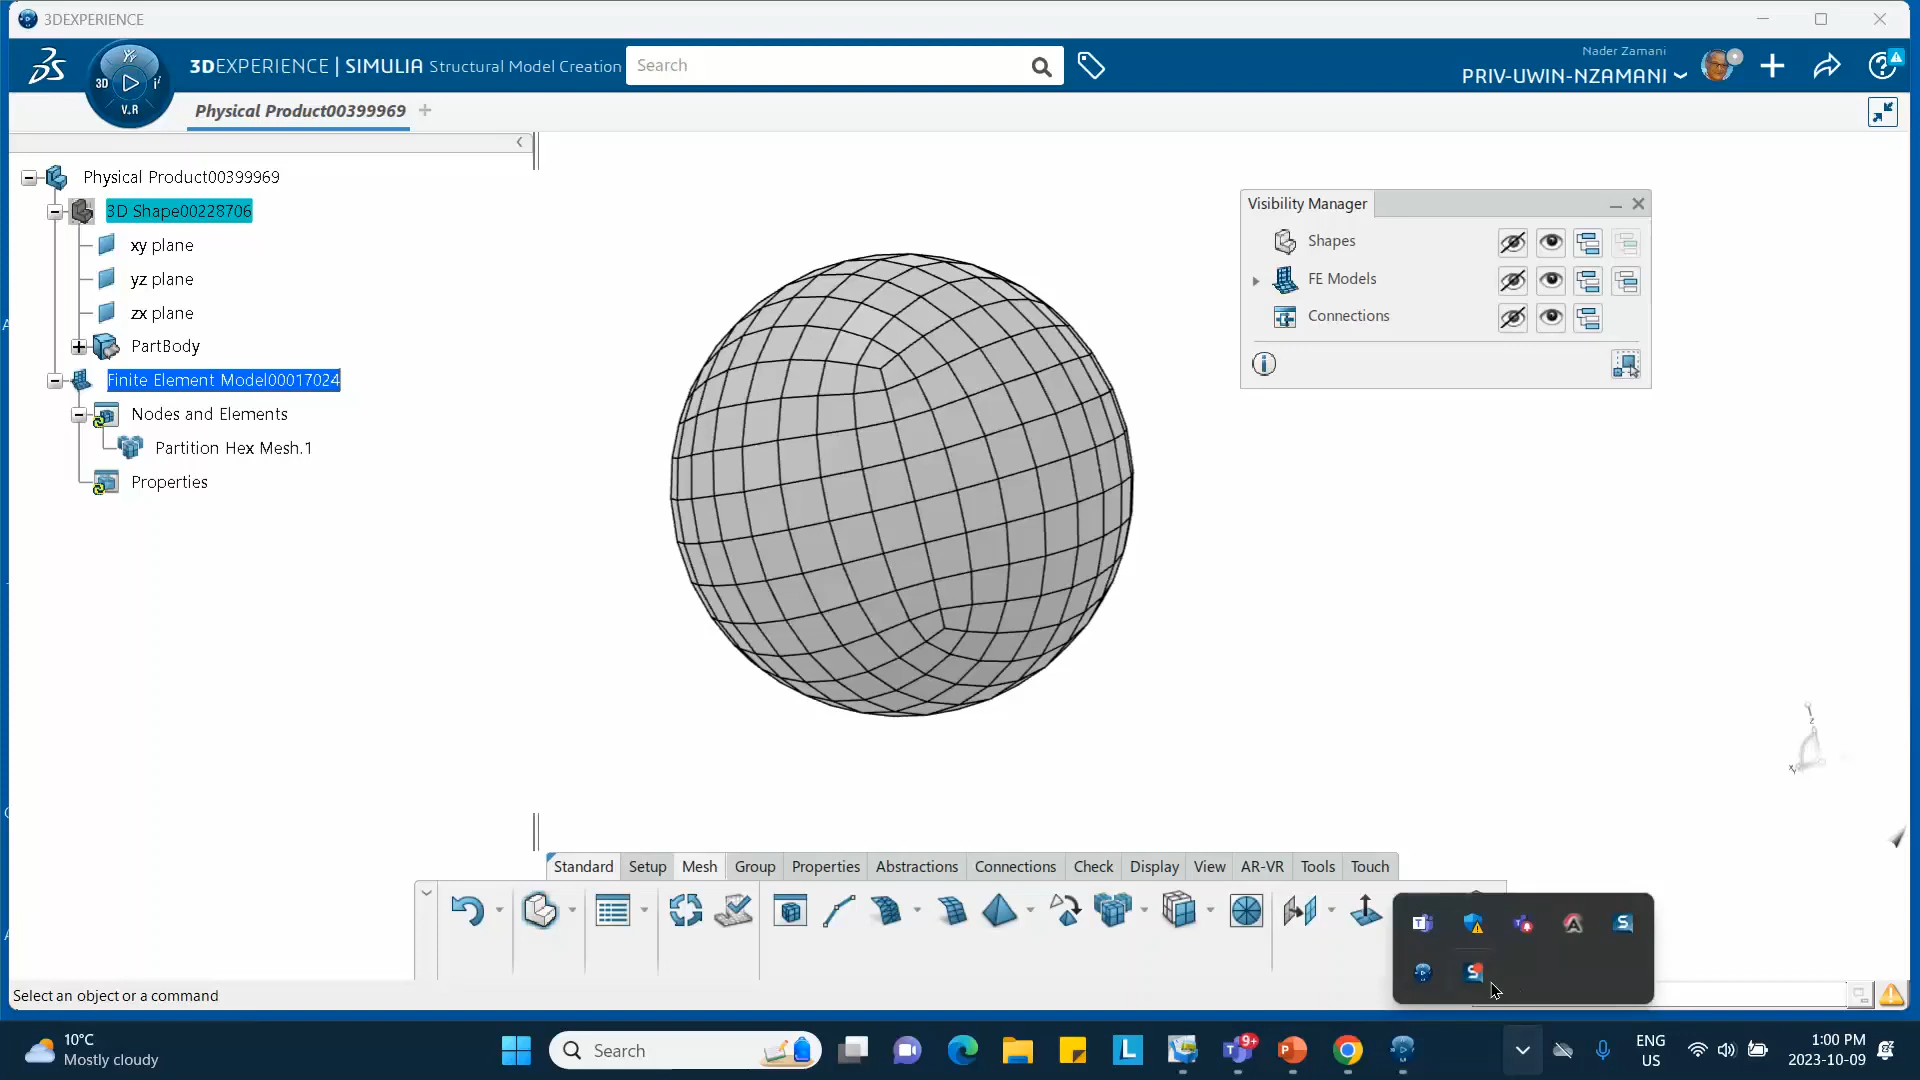 3DEXPERIENCE
3DEXPERIENCE | SIMULIA Structural Model Creation
Search
Nader Zamani
PRIV-UWIN-NZAMANI
3D
V.R
Physical Product00399969
Physical Product00399969
3D Shape00228706
xy plane
yz plane
zx plane
PartBody
Finite Element Model00017024
Nodes and Elements
Partition Hex Mesh.1
Properties
Visibility Manager
Shapes
FE Models
Connections
z
Standard
Setup
Mesh
Group
Properties
Abstractions
Connections
Check
Display
View
AR-VR
Tools
Touch
Select an object or a command
10°C
Mostly cloudy
Search
9+
ENG
US
1:00 PM
2023-10-09